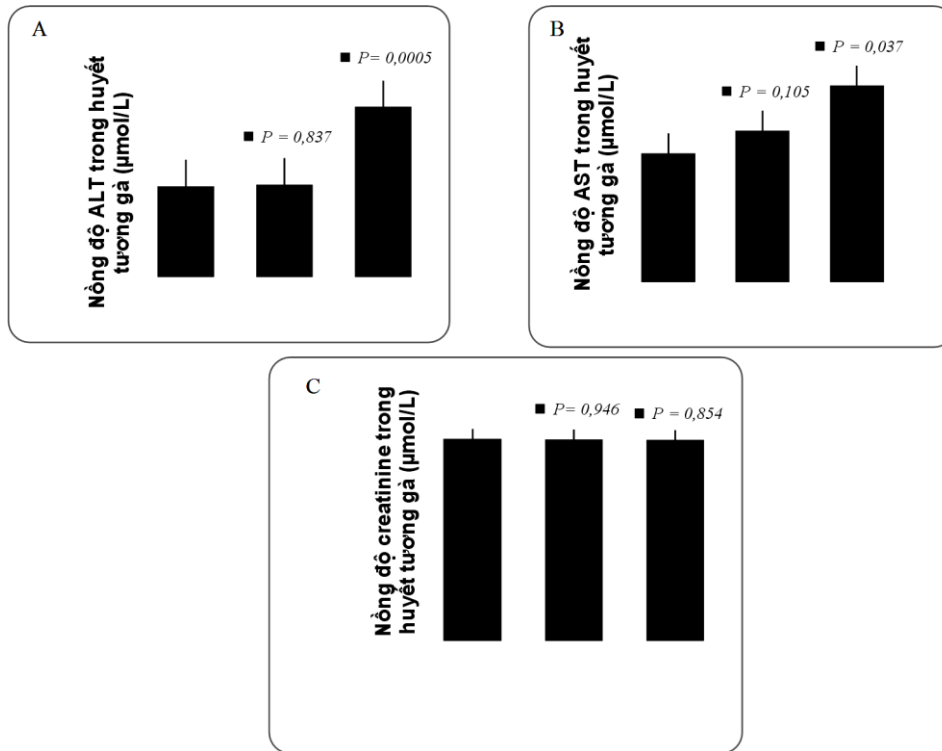 A
Nồng độ ALT trong huyết
tương gà (µmol/L)
■ P= 0,0005
■ P = 0,837
B
Nồng độ AST trong huyết
tương gà (µmol/L)
■ P = 0,037
■ P = 0,105
C
Nồng độ creatinine trong
huyết tương gà (µmol/L)
■ P= 0,946
■ P = 0,854